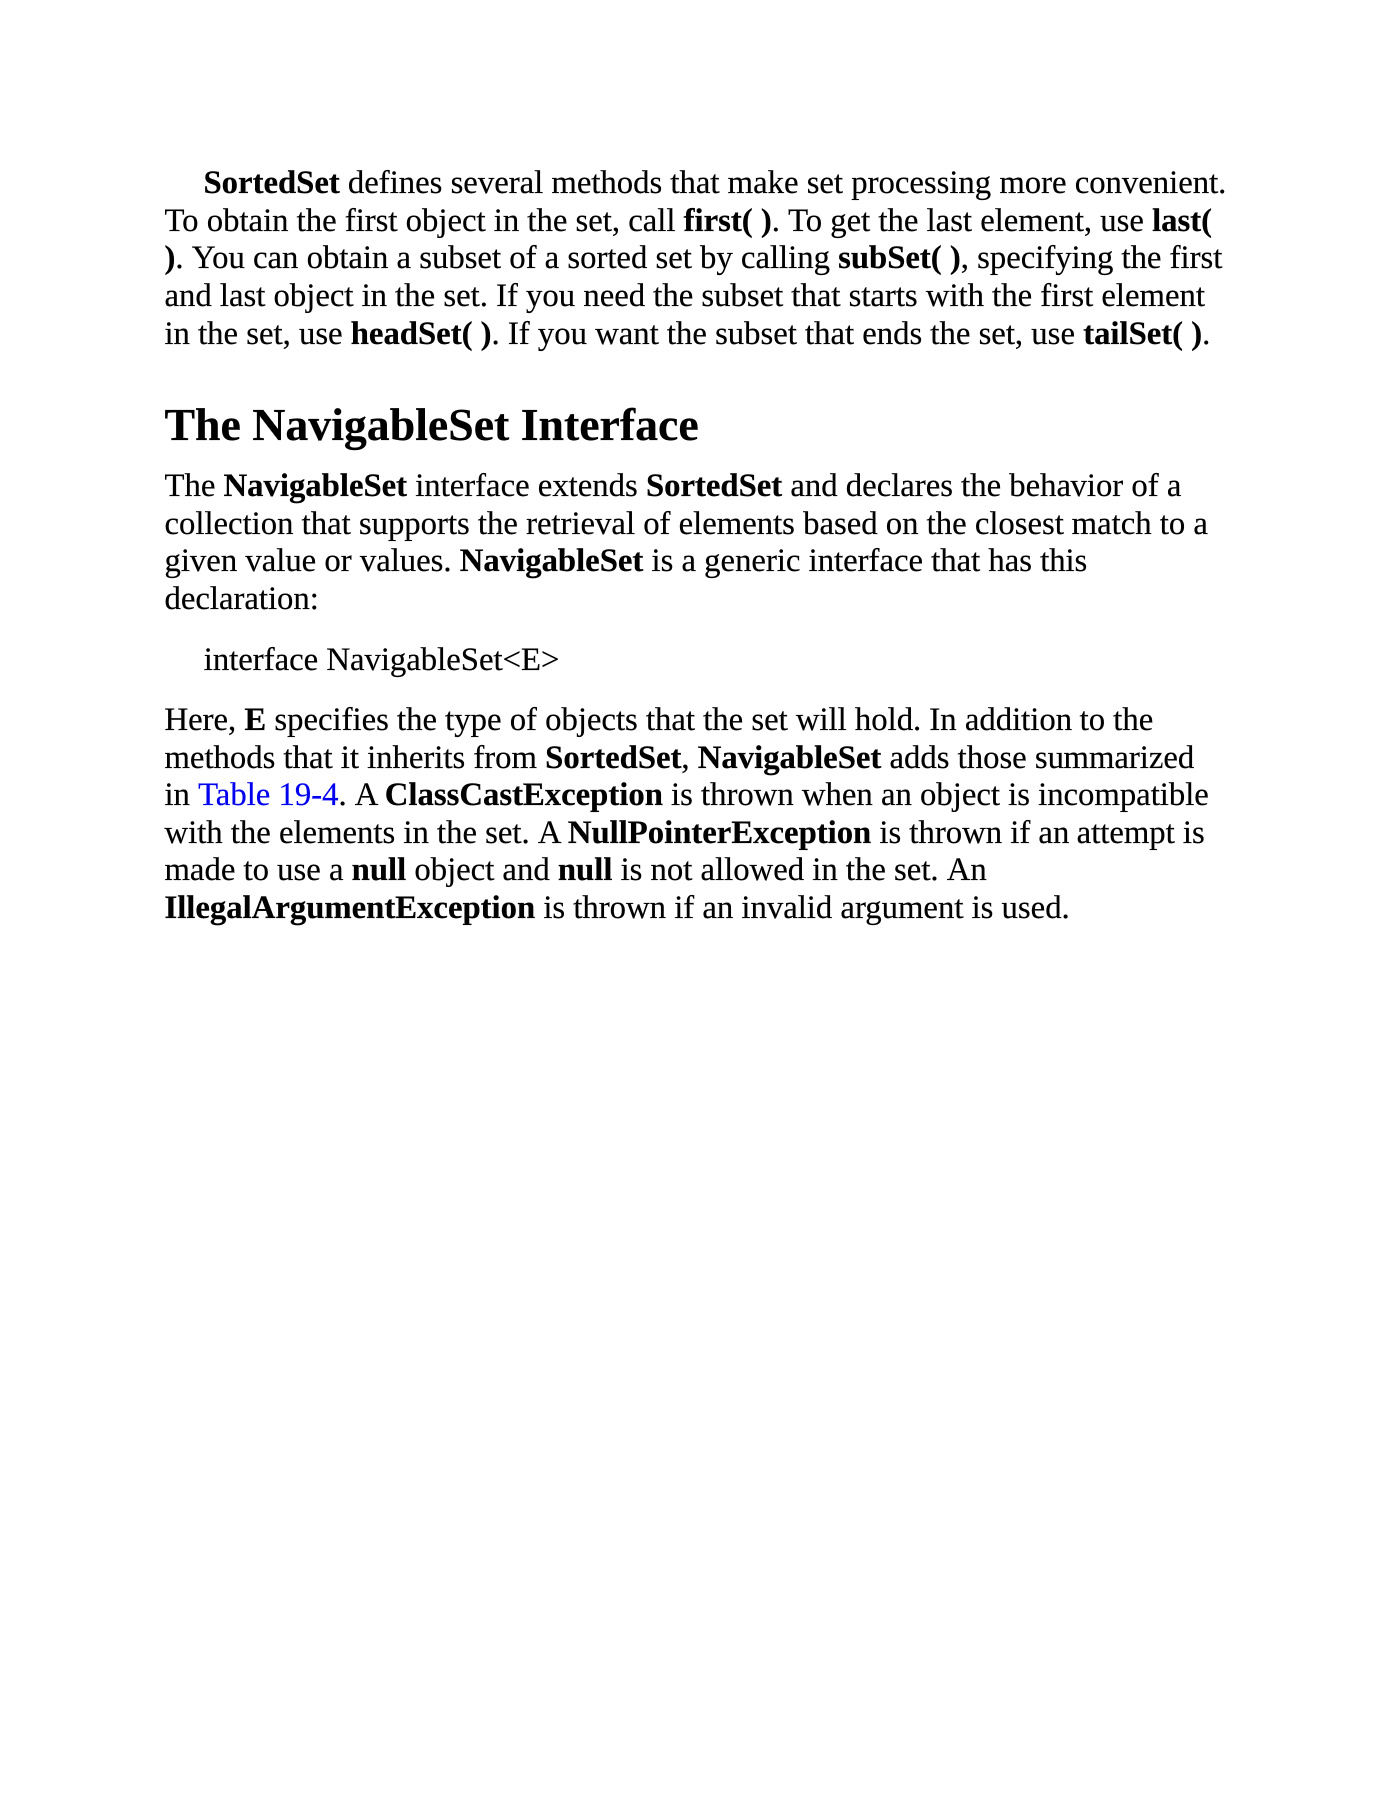 SortedSet defines several methods that make set processing more convenient.
To obtain the first object in the set, call first( ). To get the last element, use last(
). You can obtain a subset of a sorted set by calling subSet( ), specifying the first
and last object in the set. If you need the subset that starts with the first element
in the set, use headSet( ). If you want the subset that ends the set, use tailSet( ).
The NavigableSet Interface
The NavigableSet interface extends SortedSet and declares the behavior of a
collection that supports the retrieval of elements based on the closest match to a
given value or values. NavigableSet is a generic interface that has this
declaration:
interface NavigableSet<E>
Here, E specifies the type of objects that the set will hold. In addition to the
methods that it inherits from SortedSet, NavigableSet adds those summarized
in Table 19-4. A ClassCastException is thrown when an object is incompatible
with the elements in the set. A NullPointerException is thrown if an attempt is
made to use a null object and null is not allowed in the set. An
IllegalArgumentException is thrown if an invalid argument is used.